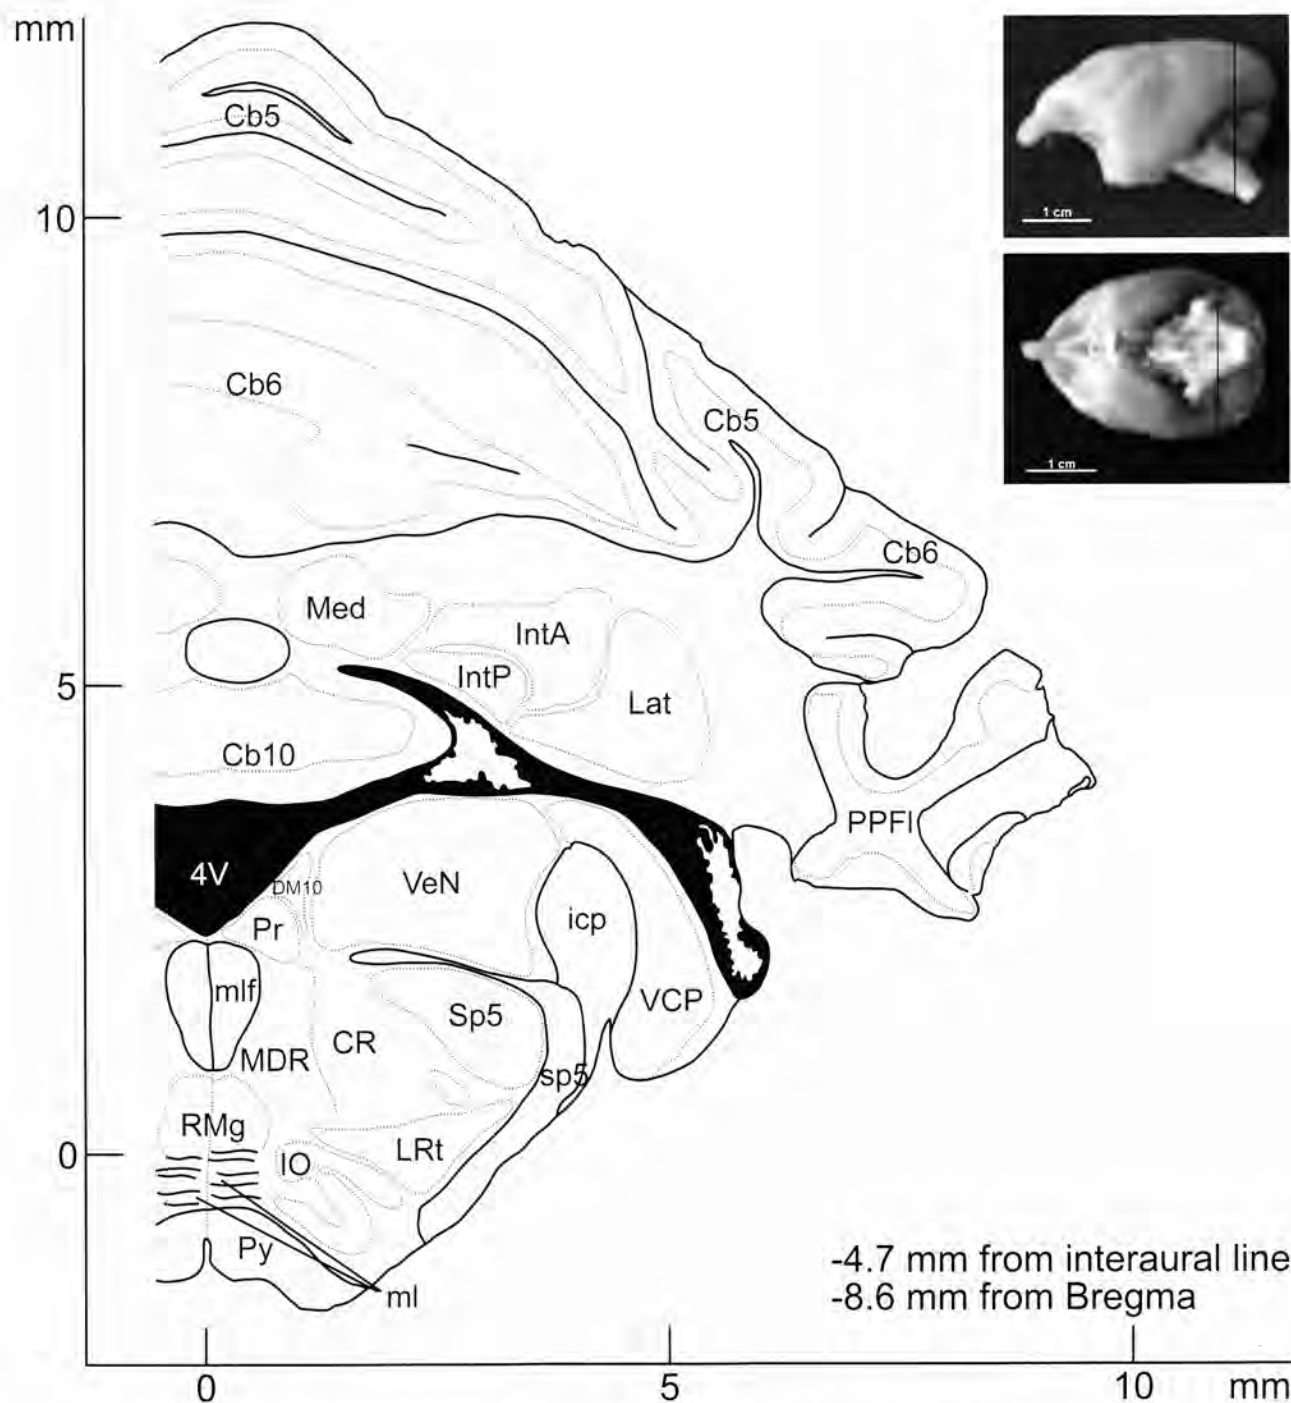 mm
Cb5
1 cm
10
Cb6
Cb5
1 cm
Cb6
Med
IntA
IntP
5
Lat
Cb10
PPFl
4V
DM10
VeN
Pr
icp
mlf
VCP
Sp5
CR
MDR
sp5
RMg
0
IO
LRt
Py
ml
-4.7 mm from interaural line
-8.6 mm from Bregma
0
5
10
mm